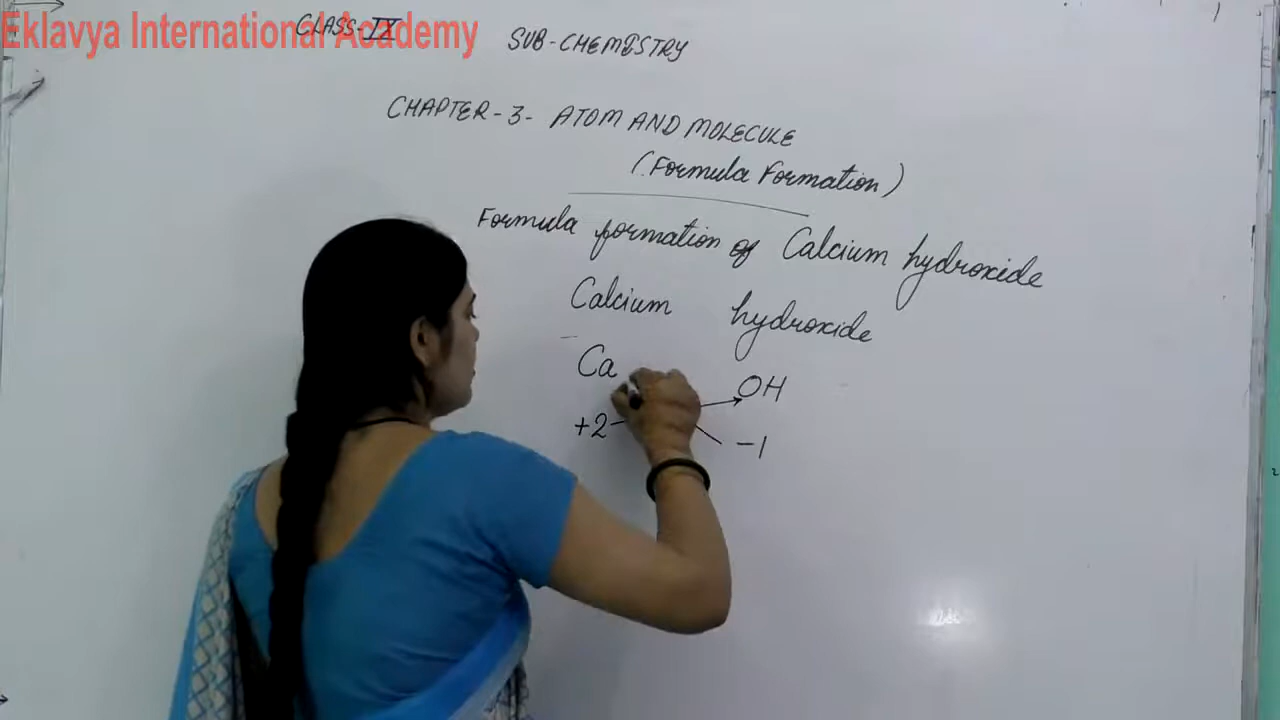 Eklavya International Academy
CLASS-IX
SUB-CHEMISTRY
CHAPTER-3- ATOM AND MOLECULE
(Formula Formation)
Formula formation of Calcium hydroxide
Calcium hydroxide
Ca OH
+2 -1